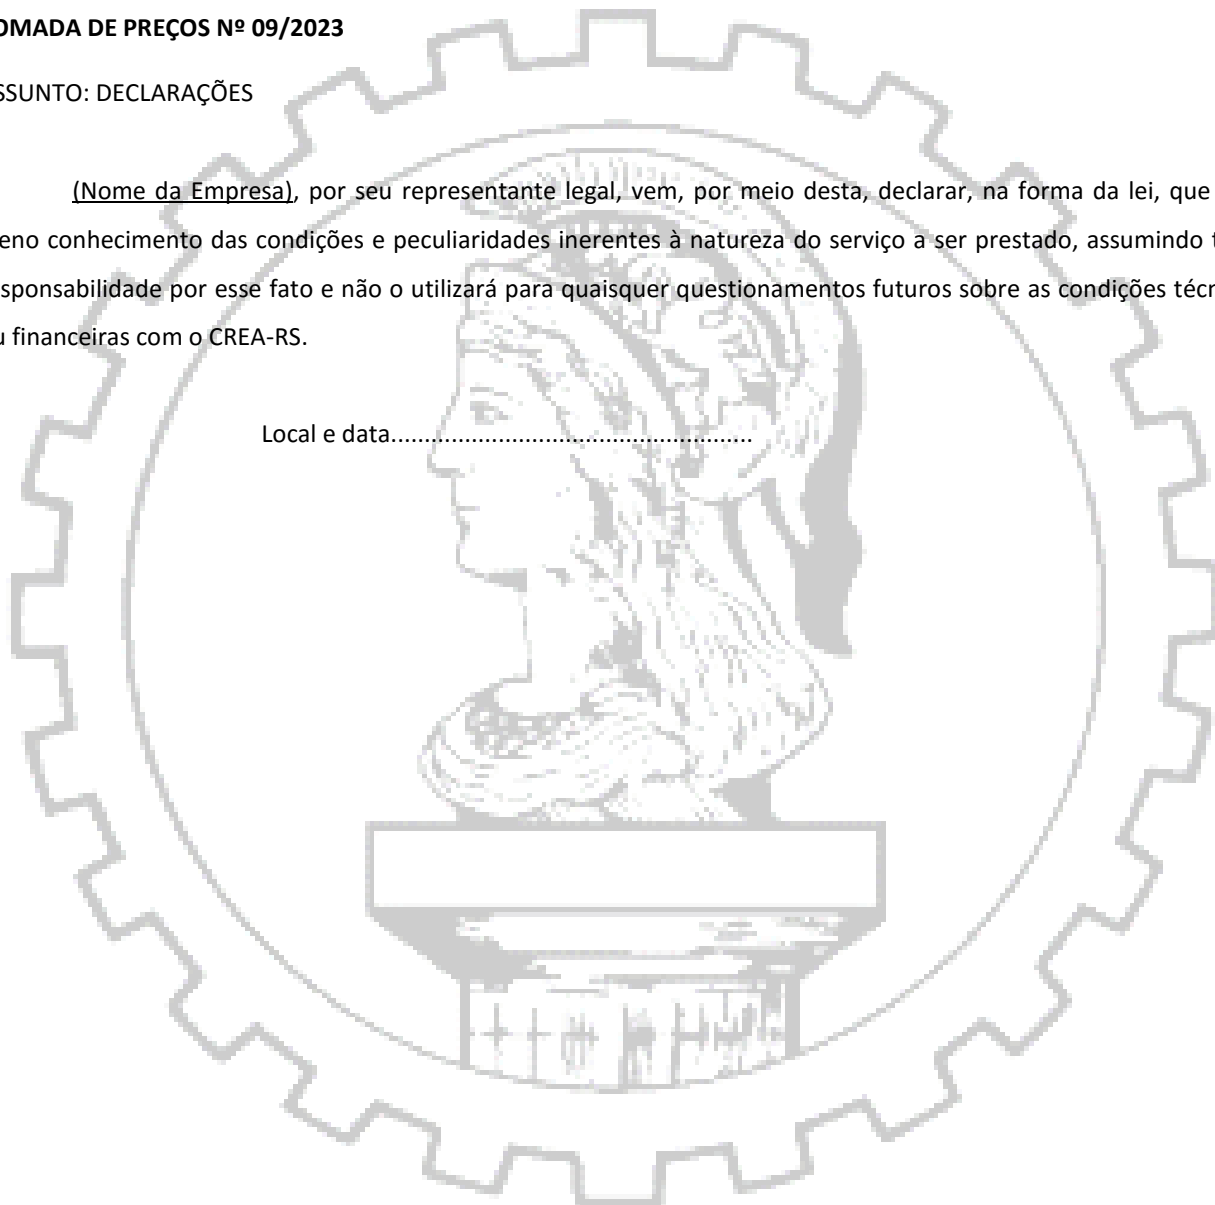 OMADA DE PREÇOS Nº 09/2023
SSUNTO: DECLARAÇÕES
(Nome da Empresa), por seu representante legal, vem, por meio desta, declarar, na forma da lei, que
eno conhecimento das condições e peculiaridades inerentes à natureza do serviço a ser prestado, assumindo t
sponsabilidade por esse fato e não o utilizará para quaisquer questionamentos futuros sobre as condições técn
u financeiras com o CREA-RS.
Local e data......................................................